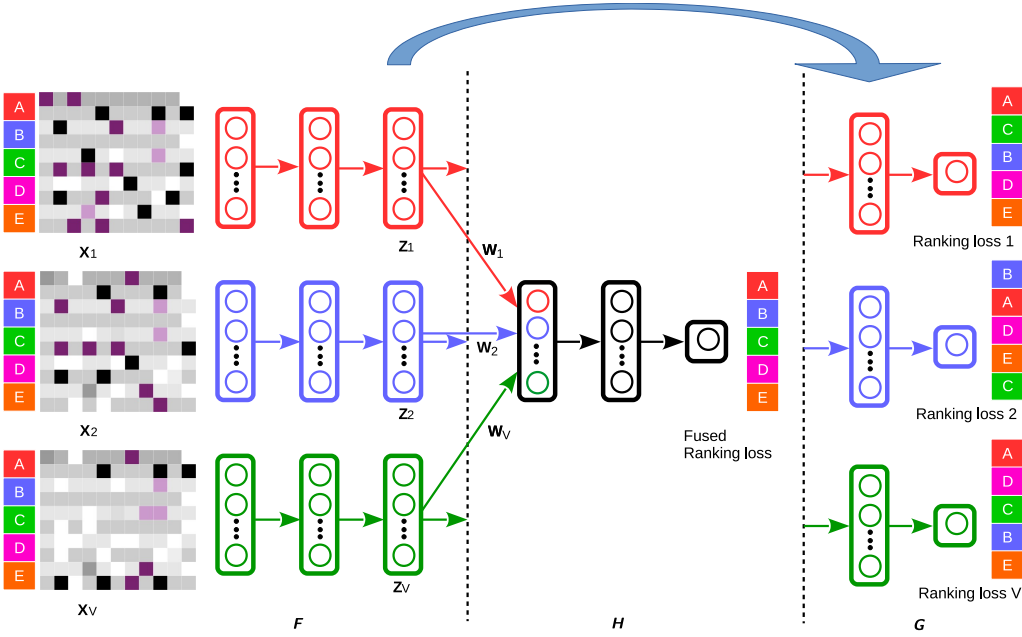 A
B
C
D
E
X1
Z1
W1
A
C
B
D
E
Ranking loss 1
A
B
C
D
E
X2
Z2
W2
A
B
C
D
E
Fused
Ranking loss
B
A
D
E
C
Ranking loss 2
A
B
C
D
E
XV
ZV
WV
A
D
C
B
E
Ranking loss V
F
H
G